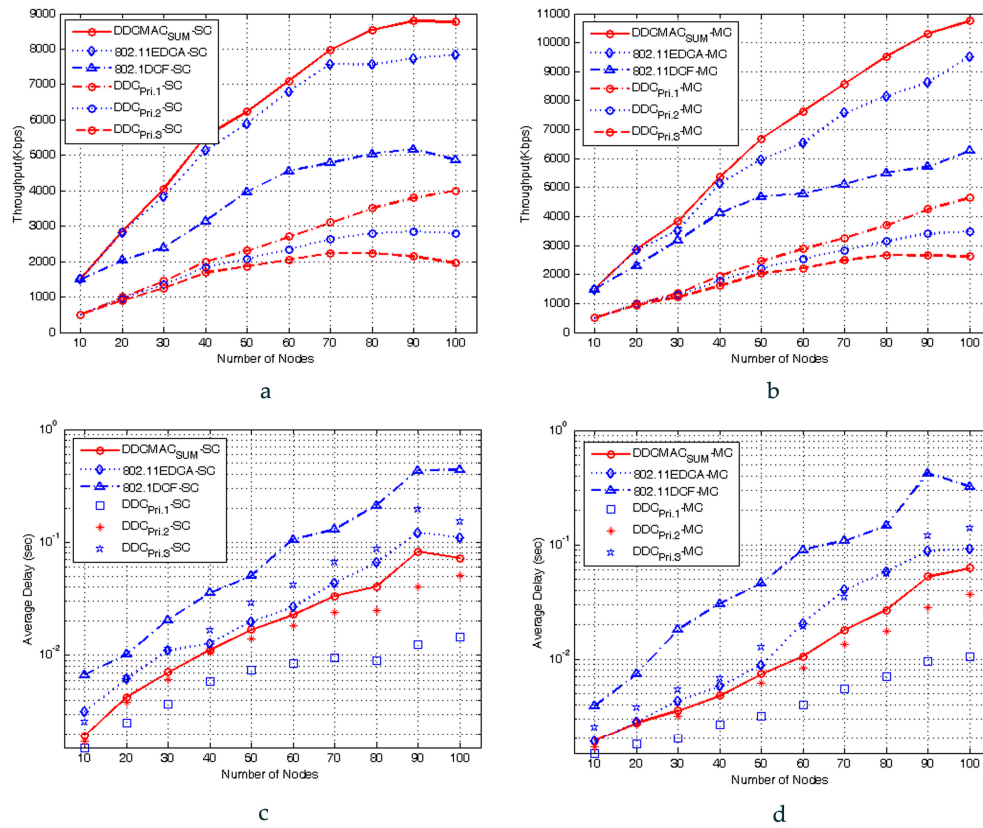 9000
8000
7000
6000
5000
4000
3000
2000
1000
0
Throughput(Kbps)
DDCMAC_SUM-SC
802.11EDCA-SC
802.1DCF-SC
DDC_Pri.1-SC
DDC_Pri.2-SC
DDC_Pri.3-SC
10 20 30 40 50 60 70 80 90 100
Number of Nodes
a
11000
10000
9000
8000
7000
6000
5000
4000
3000
2000
1000
0
Throughput(Kbps)
DDCMAC_SUM-MC
802.11EDCA-MC
802.11DCF-MC
DDC_Pri.1-MC
DDC_Pri.2-MC
DDC_Pri.3-MC
10 20 30 40 50 60 70 80 90 100
Number of Nodes
b
10^0
10^-1
10^-2
Average Delay (sec)
DDCMAC_SUM-SC
802.11EDCA-SC
802.1DCF-SC
DDC_Pri.1-SC
DDC_Pri.2-SC
DDC_Pri.3-SC
10 20 30 40 50 60 70 80 90 100
Number of Nodes
c
10^0
10^-1
10^-2
Average Delay (sec)
DDCMAC_SUM-MC
802.11EDCA-MC
802.11DCF-MC
DDC_Pri.1-MC
DDC_Pri.2-MC
DDC_Pri.3-MC
10 20 30 40 50 60 70 80 90 100
Number of Nodes
d